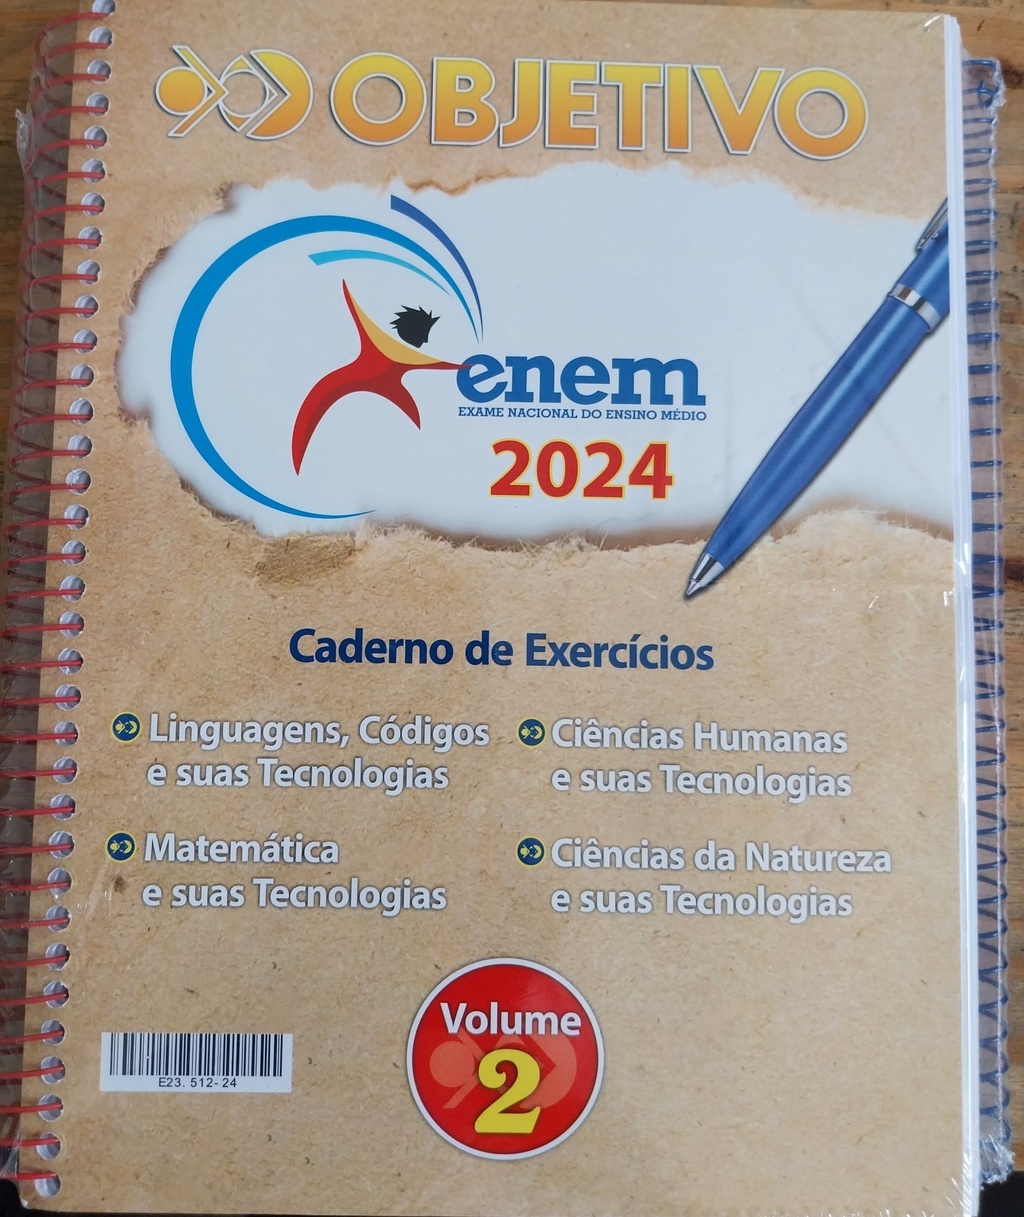 OBJETIVO
enem
EXAME NACIONAL DO ENSINO MÉDIO
2024
Caderno de Exercícios
Linguagens, Códigos
e suas Tecnologias
Ciências Humanas
e suas Tecnologias
Matemática
e suas Tecnologias
Ciências da Natureza
e suas Tecnologias
E23. 512-24
Volume
2